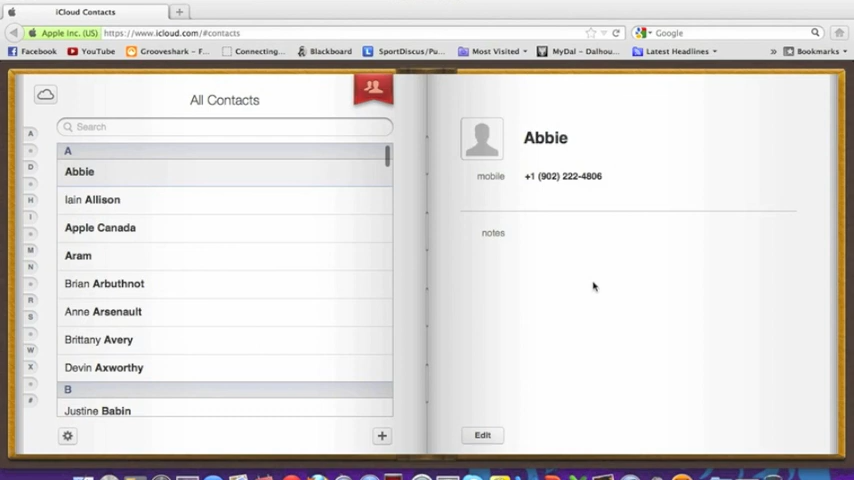 iCloud Contacts
Apple Inc. (US) https://www.icloud.com/#contacts
Google
Facebook YouTube Grooveshark - F... Connecting... Blackboard SportDiscus/Pu... Most Visited MyDal - Dalhou... Latest Headlines » Bookmarks
All Contacts
Search
A
Abbie
Iain Allison
Apple Canada
Aram
Brian Arbuthnot
Anne Arsenault
Brittany Avery
Devin Axworthy
B
Justine Babin
A
D
H
I
M
N
R
S
W
X
#
Abbie
mobile +1 (902) 222-4806
notes
Edit